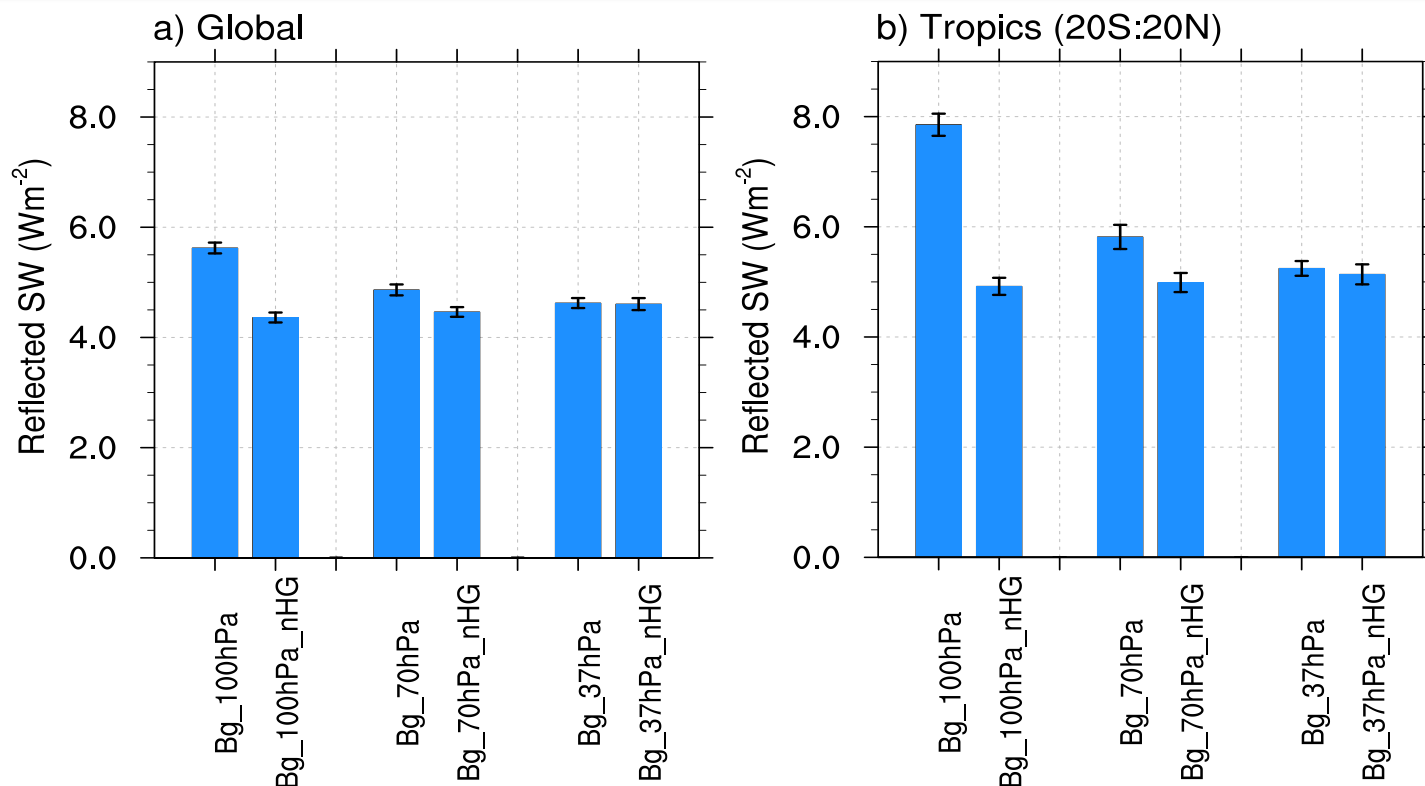 a) Global
Reflected SW (Wm-2)
8.0
6.0
4.0
2.0
0.0
Bg_100hPa
Bg_100hPa_nHG
Bg_70hPa
Bg_70hPa_nHG
Bg_37hPa
Bg_37hPa_nHG
b) Tropics (20S:20N)
Reflected SW (Wm-2)
8.0
6.0
4.0
2.0
0.0
Bg_100hPa
Bg_100hPa_nHG
Bg_70hPa
Bg_70hPa_nHG
Bg_37hPa
Bg_37hPa_nHG